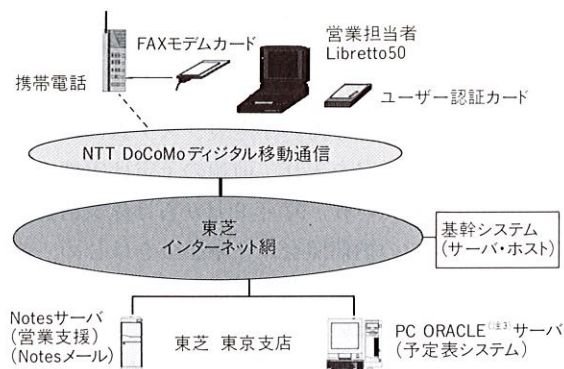 FAXモデムカード
営業担当者
Libretto50
携帯電話
ユーザー認証カード
NTT DoCoMoディジタル移動通信
東芝
インターネット網
基幹システム
(サーバ・ホスト)
Notesサーバ
(営業支援)
(Notesメール)
東芝 東京支店
PC ORACLE(注3)サーバ
(予定表システム)